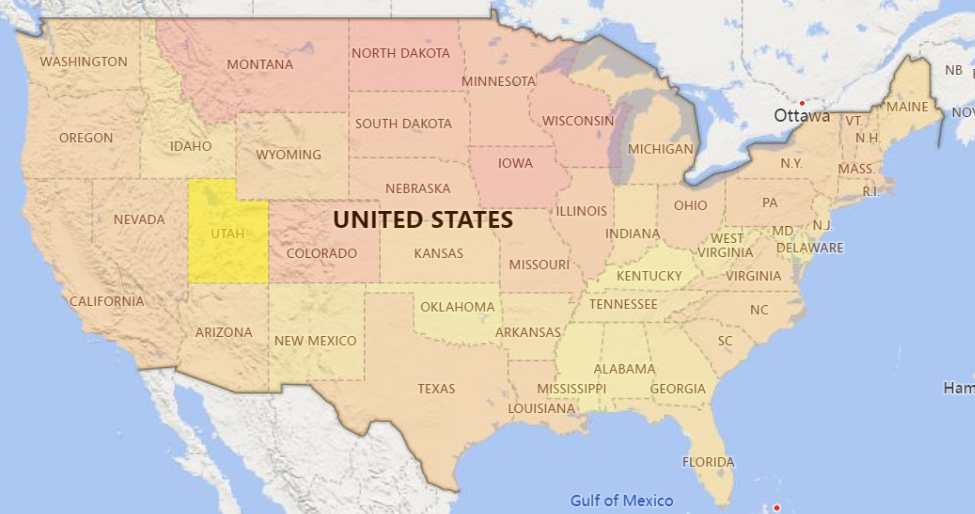 WASHINGTON
MONTANA
NORTH DAKOTA
MINNESOTA
NB
Ottawa
MAINE
NO
VT.
N.H.
OREGON
IDAHO
WYOMING
SOUTH DAKOTA
WISCONSIN
MICHIGAN
IOWA
N.Y.
MASS.
R.I.
NEBRASKA
NEVADA
UTAH
UNITED STATES
ILLINOIS
OHIO
PA
COLORADO
KANSAS
MISSOURI
INDIANA
WEST
VIRGINIA
MD.
N.J.
DELAWARE
KENTUCKY
VIRGINIA
CALIFORNIA
ARIZONA
NEW MEXICO
OKLAHOMA
ARKANSAS
TENNESSEE
NC
SC
TEXAS
LOUISIANA
MISSISSIPPI
ALABAMA
GEORGIA
Ham
FLORIDA
Gulf of Mexico